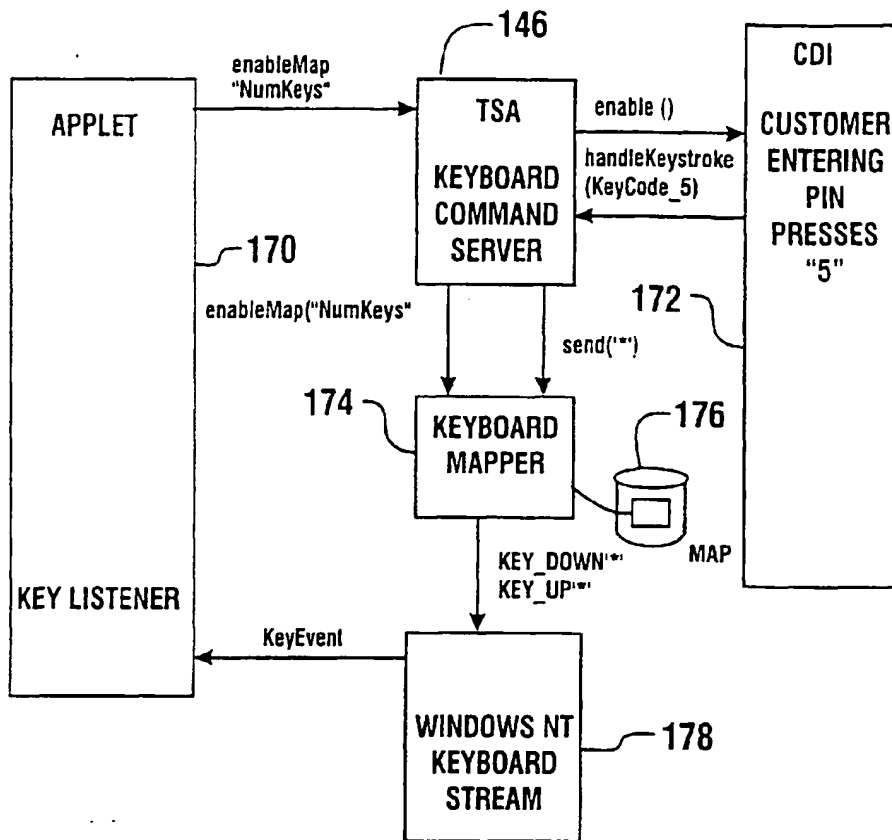 146
enableMap
"NumKeys"
APPLET
TSA
KEYBOARD
COMMAND
SERVER
enable ()
handleKeystroke
(KeyCode_5)
CDI
CUSTOMER
ENTERING
PIN
PRESSES
"5"
170
172
enableMap("NumKeys"
send('*')
174
KEYBOARD
MAPPER
176
MAP
KEY_DOWN'*'
KEY_UP'*'
KEY LISTENER
KeyEvent
WINDOWS NT
KEYBOARD
STREAM
178